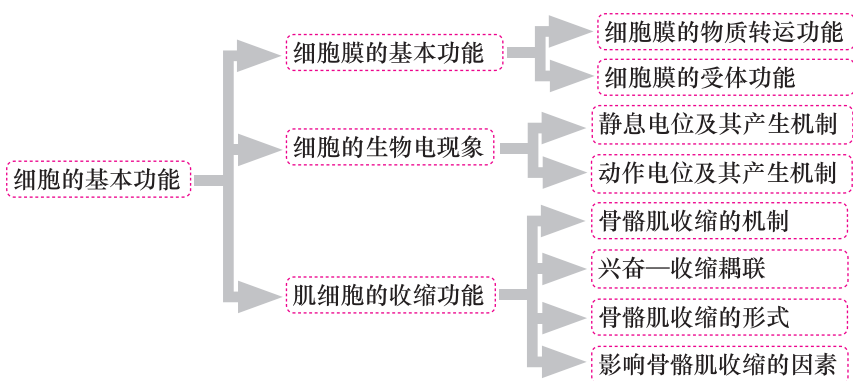 细胞的基本功能
细胞膜的基本功能
细胞膜的物质转运功能
细胞膜的受体功能
细胞的生物电现象
静息电位及其产生机制
动作电位及其产生机制
肌细胞的收缩功能
骨骼肌收缩的机制
兴奋—收缩耦联
骨骼肌收缩的形式
影响骨骼肌收缩的因素